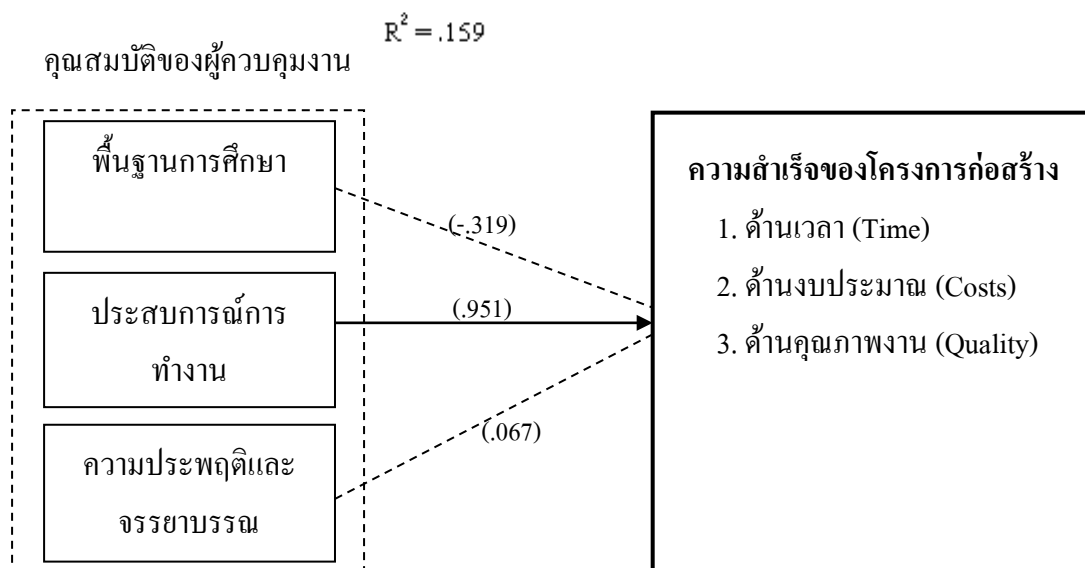 R² = .159
คุณสมบัติของผู้ควบคุมงาน
พื้นฐานการศึกษา
ประสบการณ์การ
ทำงาน
ความประพฤติและ
จรรยาบรรณ
(-.319)
(.951)
(.067)
ความสำเร็จของโครงการก่อสร้าง
1. ด้านเวลา (Time)
2. ด้านงบประมาณ (Costs)
3. ด้านคุณภาพงาน (Quality)